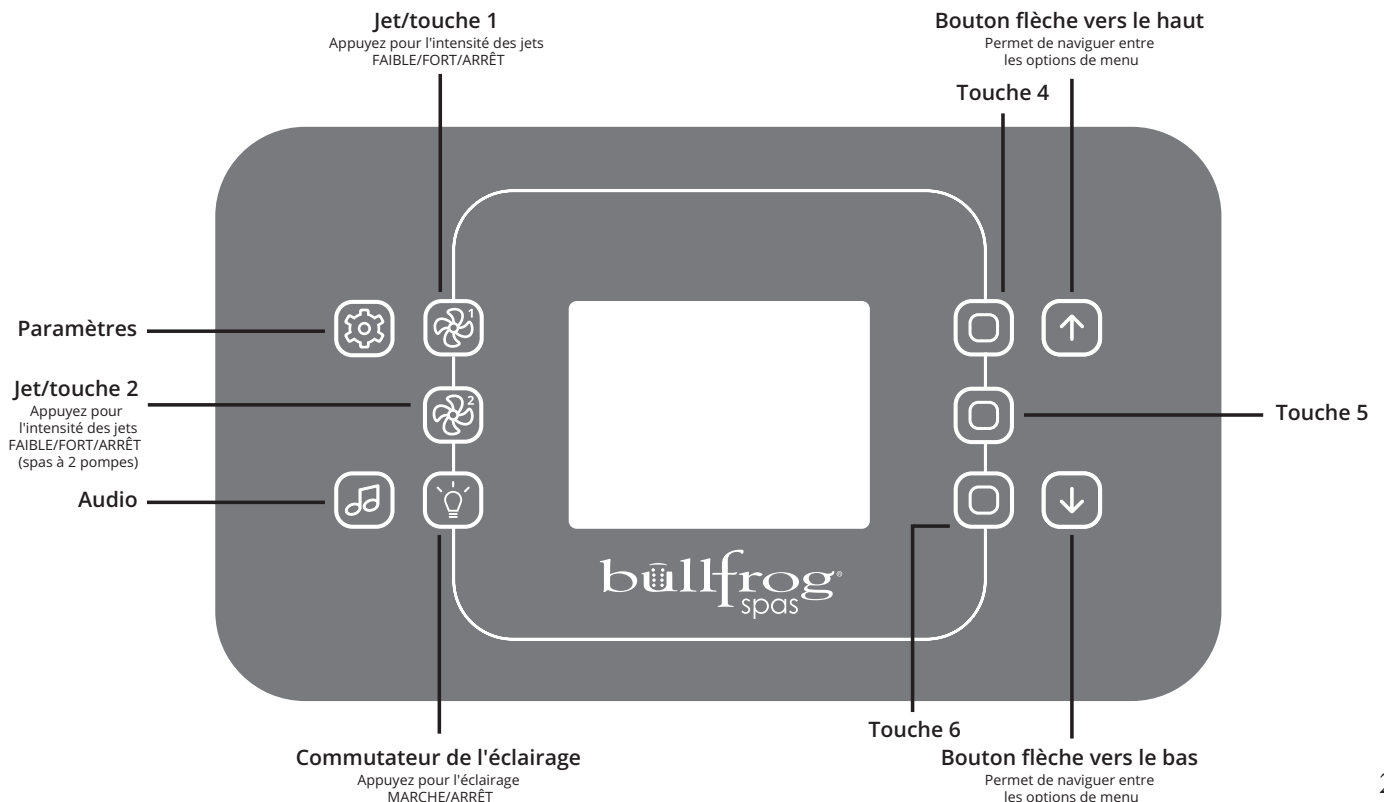 Jet/touche 1
Appuyez pour l'intensité des jets
FAIBLE/FORT/ARRÊT
Bouton flèche vers le haut
Permet de naviguer entre
les options de menu
Touche 4
1
Paramètres
Jet/touche 2
Appuyez pour
l'intensité des jets
FAIBLE/FORT/ARRÊT
(spas à 2 pompes)
2
Touche 5
Audio
bullfrog®
spas
Touche 6
Commutateur de l'éclairage
Appuyez pour l'éclairage
MARCHE/ARRÊT
Bouton flèche vers le bas
Permet de naviguer entre
les options de menu